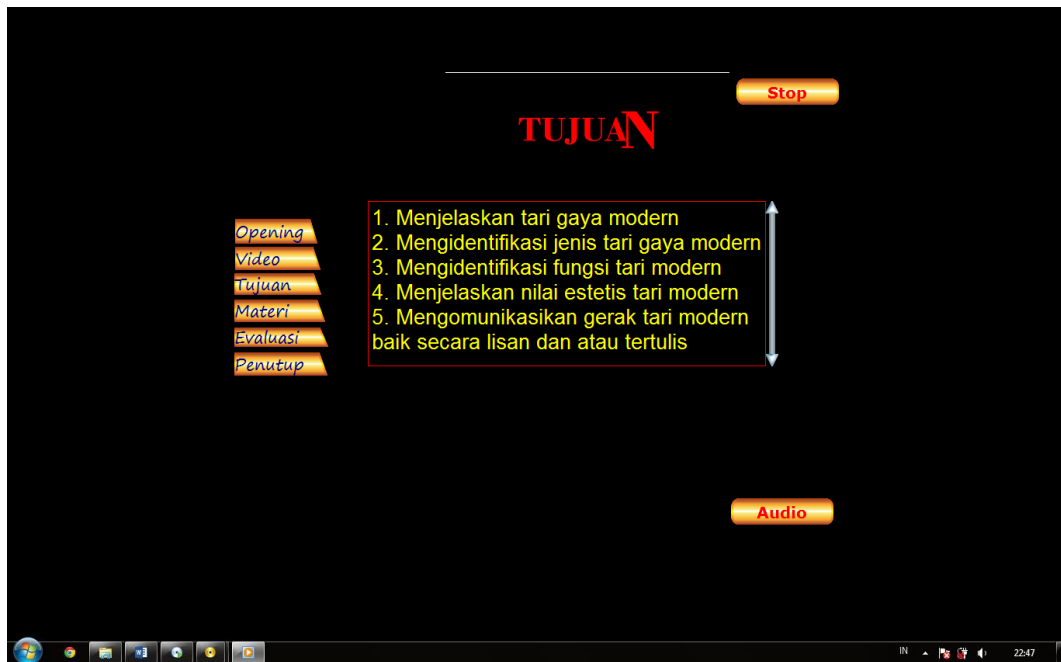 Stop
TUJUAN
Opening
Video
Tujuan
Materi
Evaluasi
Penutup
1. Menjelaskan tari gaya modern
2. Mengidentifikasi jenis tari gaya modern
3. Mengidentifikasi fungsi tari modern
4. Menjelaskan nilai estetis tari modern
5. Mengomunikasikan gerak tari modern
baik secara lisan dan atau tertulis
Audio
IN
22:47